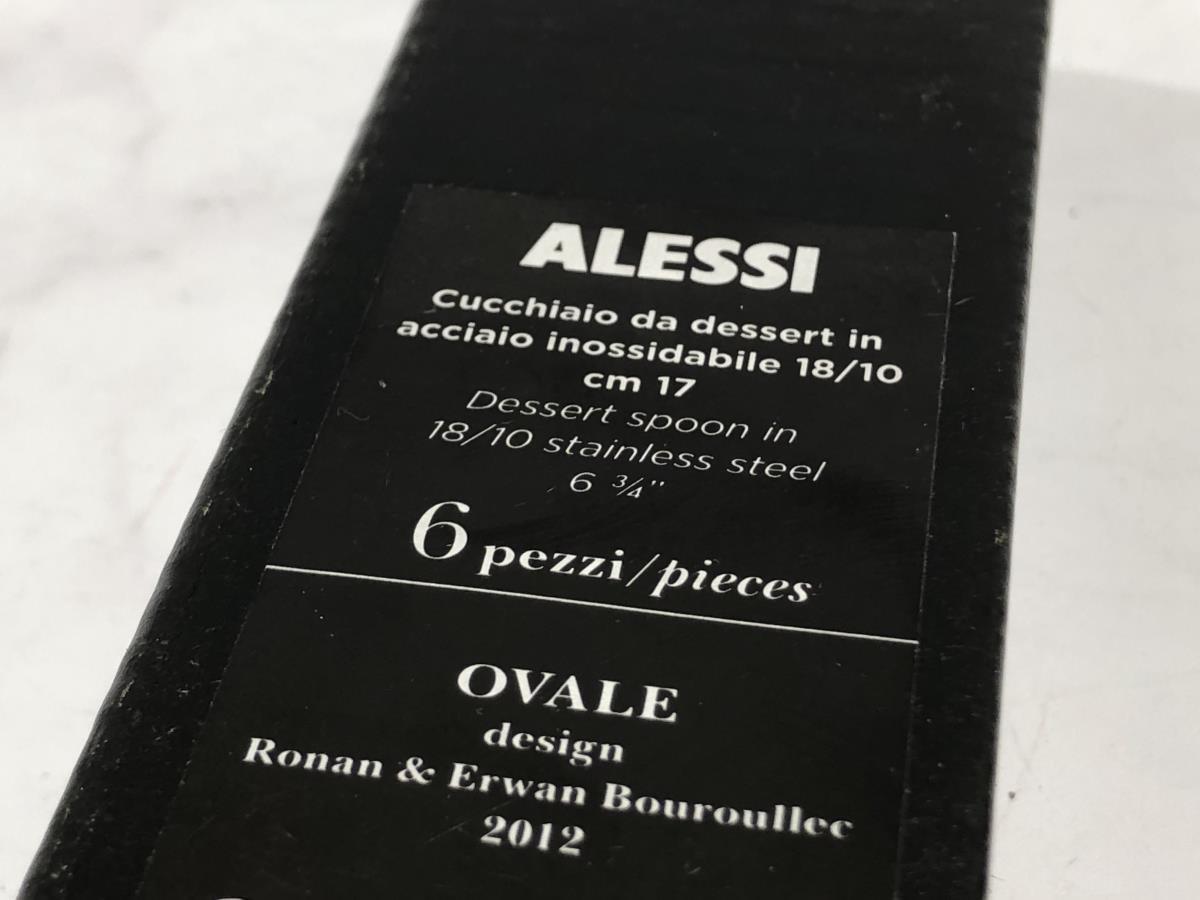 ALESSI
Cucchiaio da dessert in
acciaio inossidabile 18/10
cm 17
Dessert spoon in
18/10 stainless steel
6 ¾"
6 pezzi/pieces
OVALE
design
Ronan & Erwan Bouroullec
2012